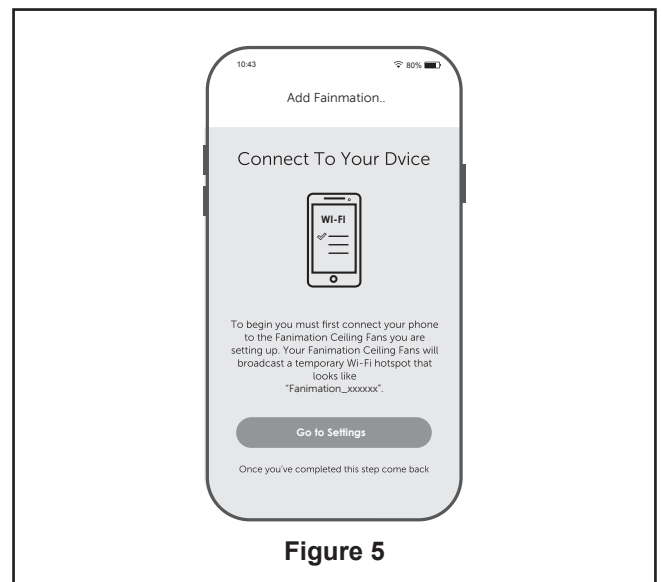 10:43 80%
Add Fainmation..
Connect To Your Dvice
WI-FI
To begin you must first connect your phone
to the Fanimation Ceiling Fans you are
setting up. Your Fanimation Ceiling Fans will
broadcast a temporary Wi-Fi hotspot that
looks like
"Fanimation_xxxxxx".
Go to Settings
Once you've completed this step come back
Figure 5